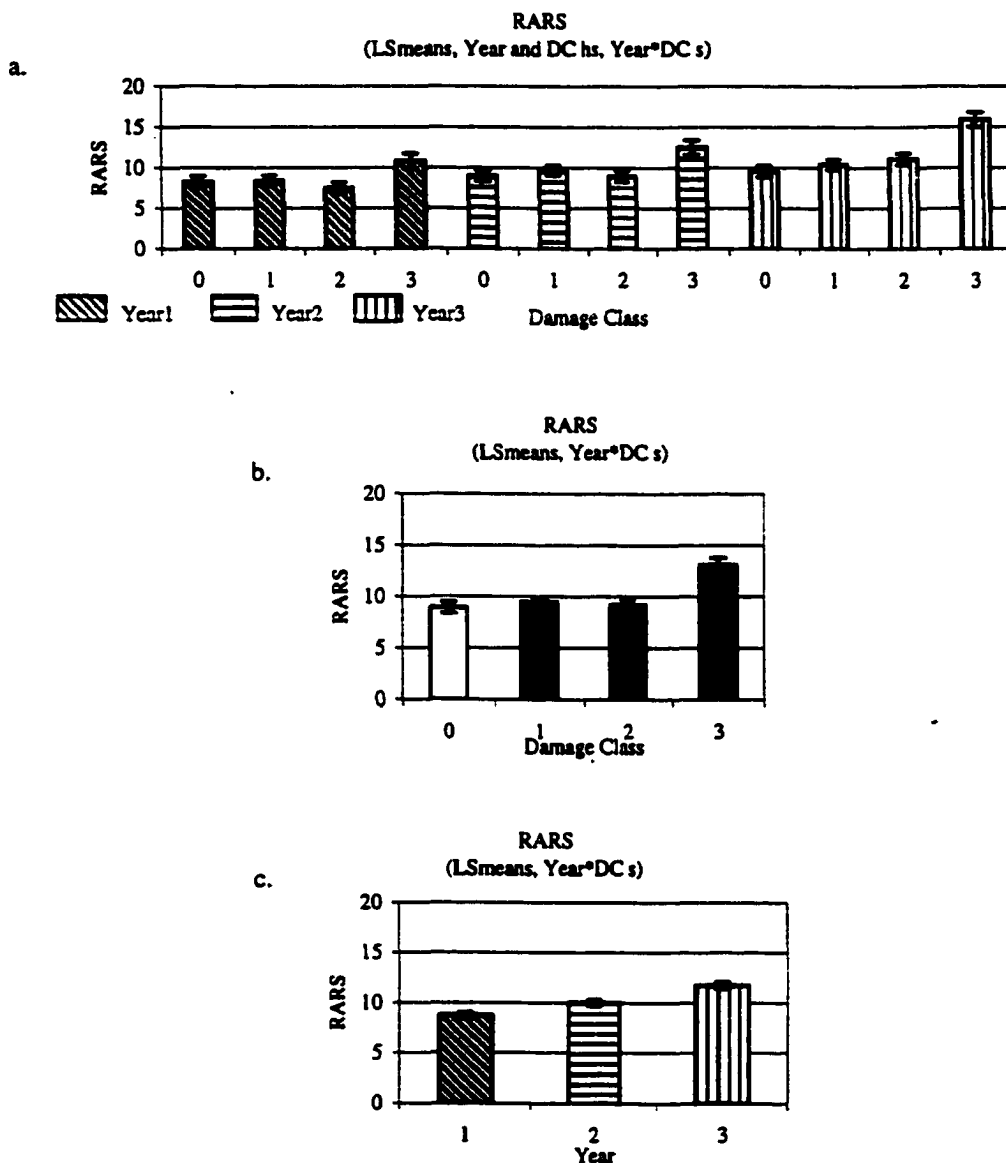 RARS
(LSmeans, Year and DC hs, Year*DC s)
a.
RARS
20
15
10
5
0
0 1 2 3 0 1 2 3 0 1 2 3
Year1 Year2 Year3 Damage Class
RARS
(LSmeans, Year*DC s)
b.
RARS
20
15
10
5
0
0 1 2 3
Damage Class
RARS
(LSmeans, Year*DC s)
c.
RARS
20
15
10
5
0
1 2 3
Year